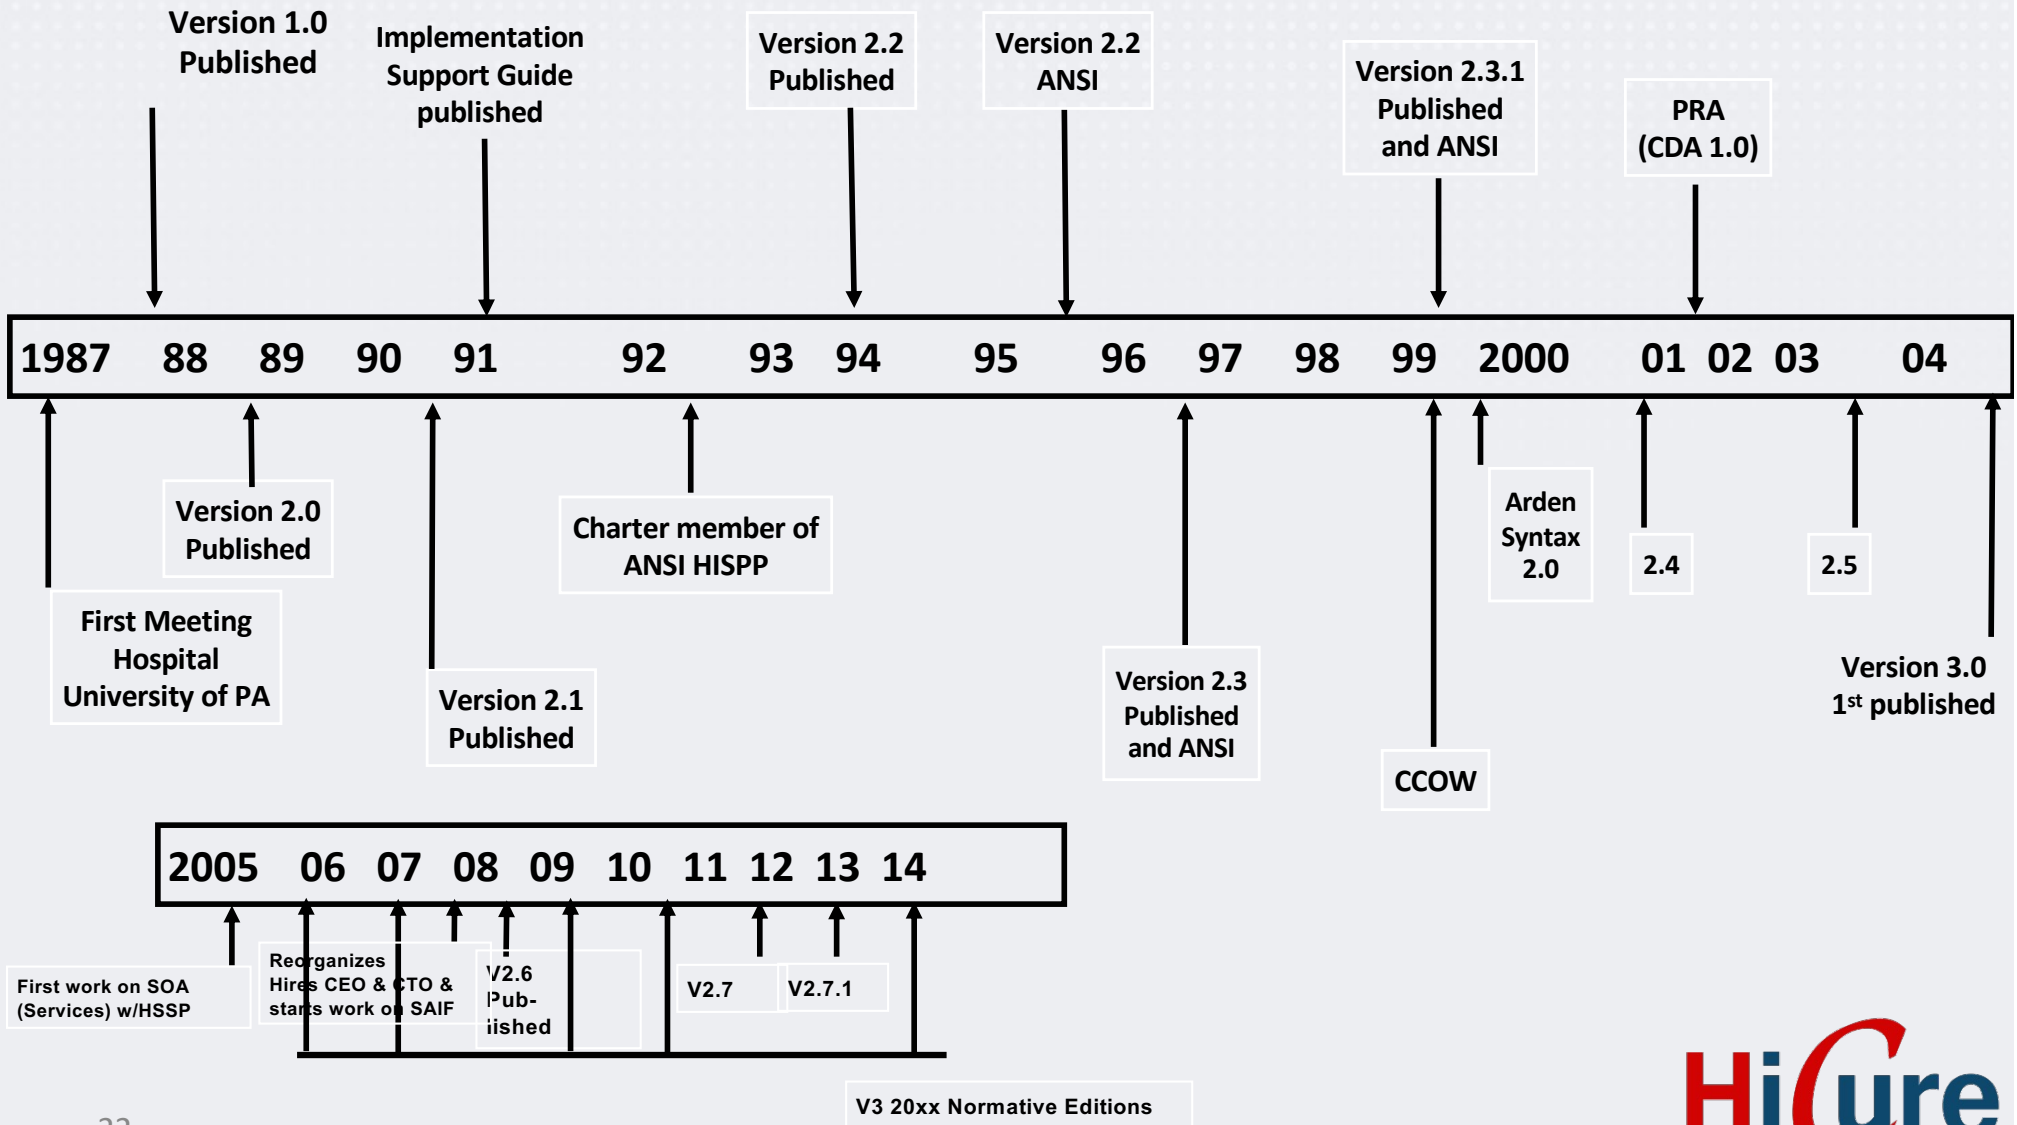 Version 1.0
Published
Implementation
Support Guide
published
Version 2.2
Published
Version 2.2
ANSI
Version 2.3.1
Published
and ANSI
PRA
(CDA 1.0)
1987 88 89 90 91 92 93 94 95 96 97 98 99 2000 01 02 03 04
Version 2.0
Published
First Meeting
Hospital
University of PA
Version 2.1
Published
Charter member of
ANSI HISPP
Version 2.3
Published
and ANSI
CCOW
Arden
Syntax
2.0
2.4
2.5
Version 3.0
1st published
2005 06 07 08 09 10 11 12 13 14
First work on SOA
(Services) w/HSSP
Reorganizes
Hires CEO & CTO &
starts work on SAIF
V2.6
Pub-
iished
V2.7
V2.7.1
V3 20xx Normative Editions
HiCure